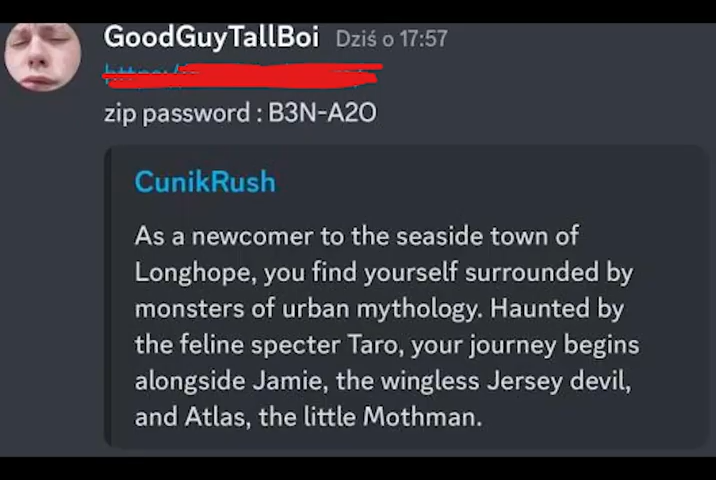 GoodGuyTallBoi Dziś o 17:57
zip password : B3N-A2O
CunikRush
As a newcomer to the seaside town of
Longhope, you find yourself surrounded by
monsters of urban mythology. Haunted by
the feline specter Taro, your journey begins
alongside Jamie, the wingless Jersey devil,
and Atlas, the little Mothman.